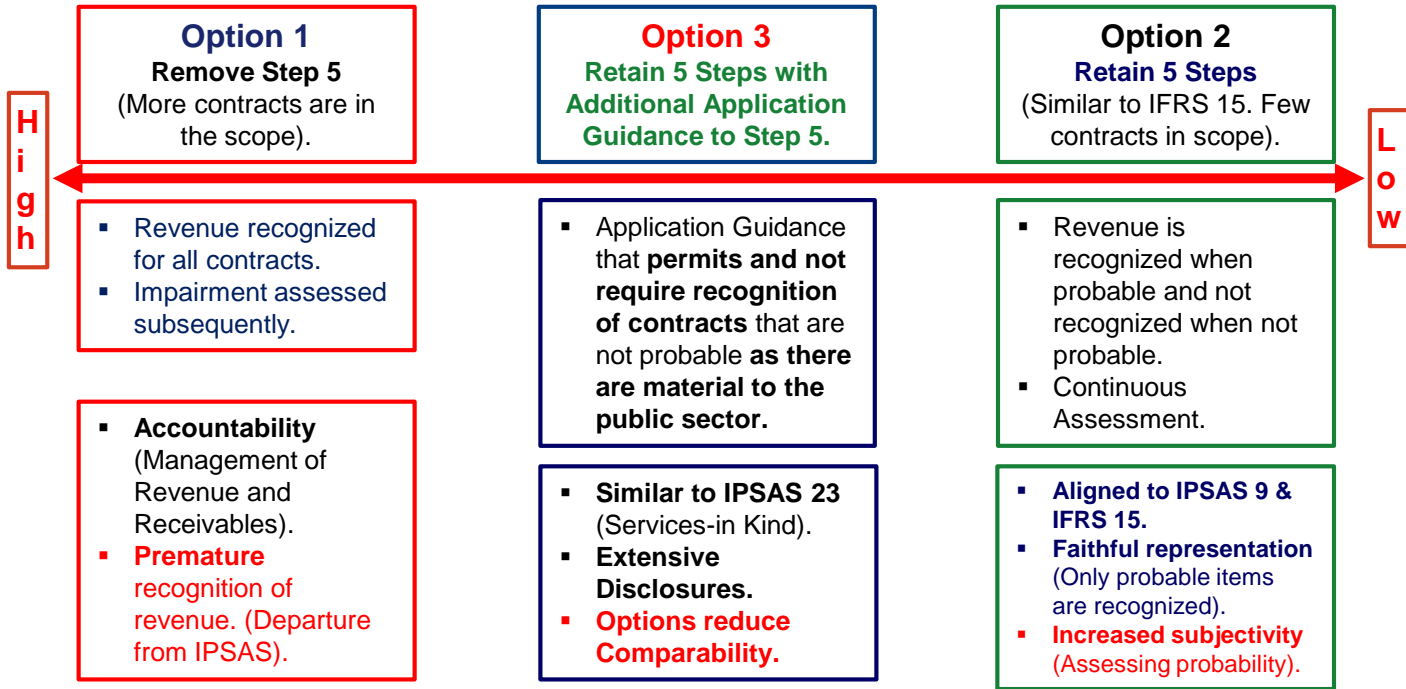 High
Option 1
Remove Step 5
(More contracts are in
the scope).
Option 3
Retain 5 Steps with
Additional Application
Guidance to Step 5.
Option 2
Retain 5 Steps
(Similar to IFRS 15. Few
contracts in scope).
Low
▪ Revenue recognized
for all contracts.
▪ Impairment assessed
subsequently.
▪ Application Guidance
that permits and not
require recognition
of contracts that are
not probable as there
are material to the
public sector.
▪ Revenue is
recognized when
probable and not
recognized when not
probable.
▪ Continuous
Assessment.
▪ Accountability
(Management of
Revenue and
Receivables).
▪ Premature
recognition of
revenue. (Departure
from IPSAS).
▪ Similar to IPSAS 23
(Services-in Kind).
▪ Extensive
Disclosures.
▪ Options reduce
Comparability.
▪ Aligned to IPSAS 9 &
IFRS 15.
▪ Faithful representation
(Only probable items
are recognized).
▪ Increased subjectivity
(Assessing probability).